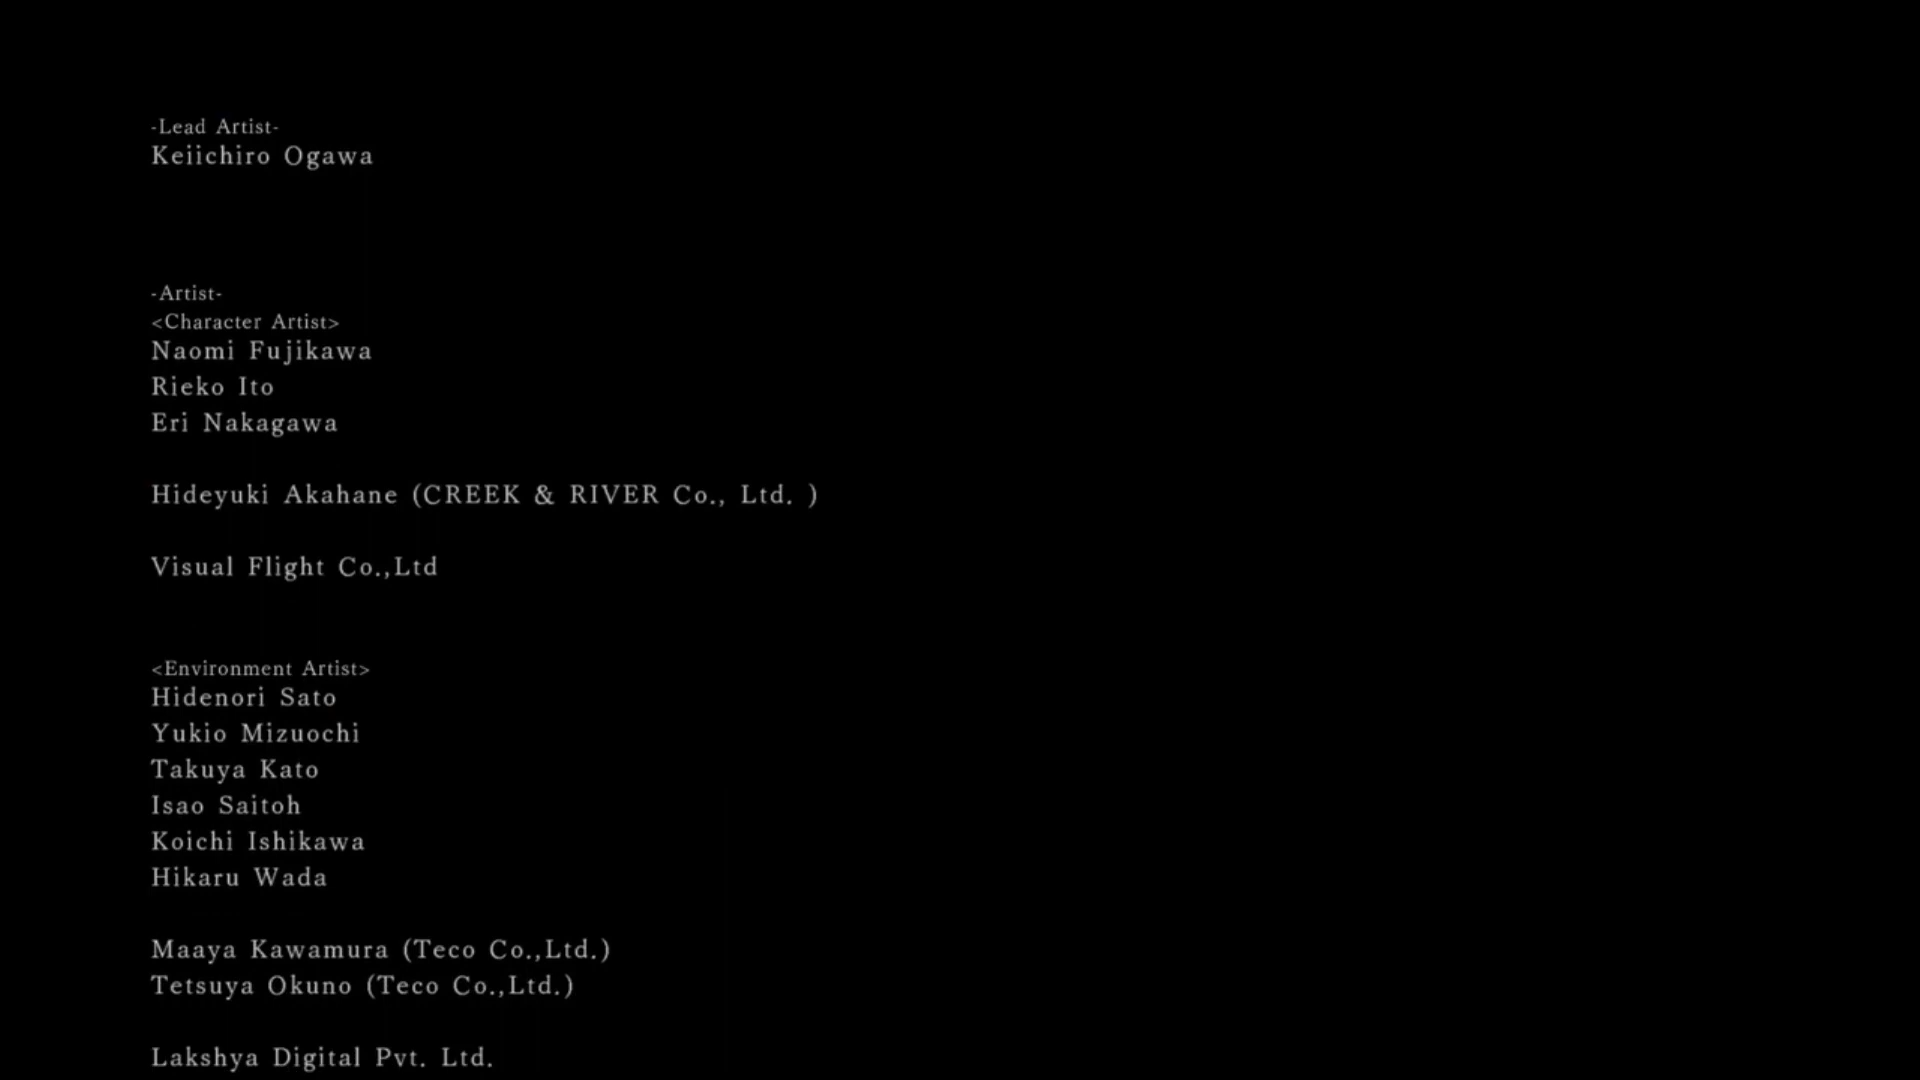 -Lead Artist-
Keiichiro Ogawa
-Artist-
<Character Artist>
Naomi Fujikawa
Rieko Ito
Eri Nakagawa
Hideyuki Akahane (CREEK & RIVER Co., Ltd. )
Visual Flight Co.,Ltd
<Environment Artist>
Hidenori Sato
Yukio Mizuochi
Takuya Kato
Isao Saitoh
Koichi Ishikawa
Hikaru Wada
Maaya Kawamura (Teco Co.,Ltd.)
Tetsuya Okuno (Teco Co.,Ltd.)
Lakshya Digital Pvt. Ltd.